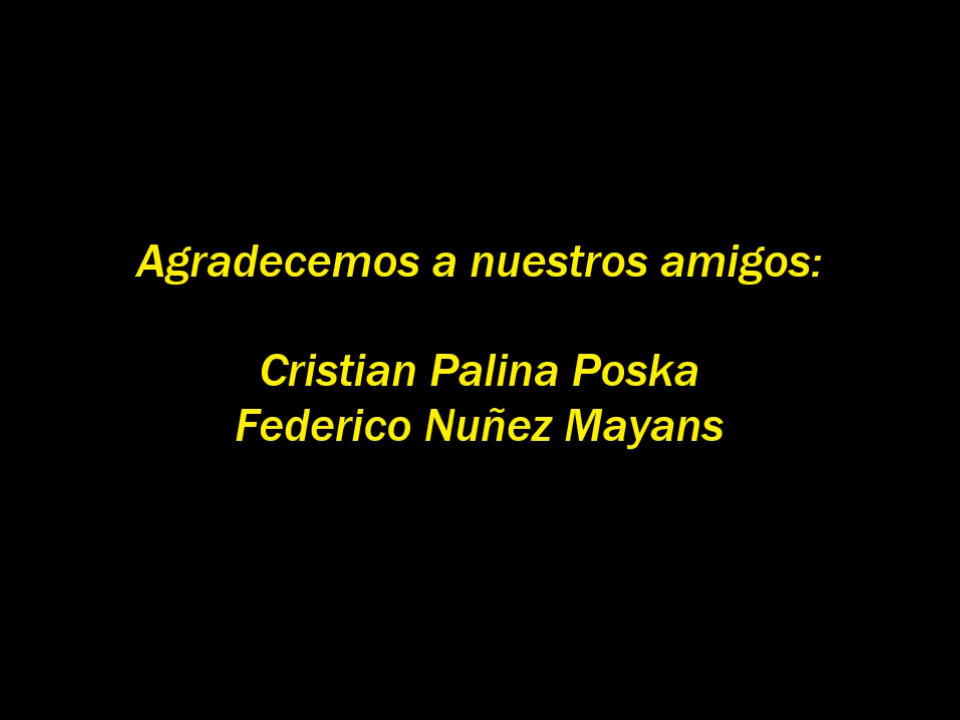 Agradecemos a nuestros amigos:
Cristian Palina Poska
Federico Nuñez Mayans